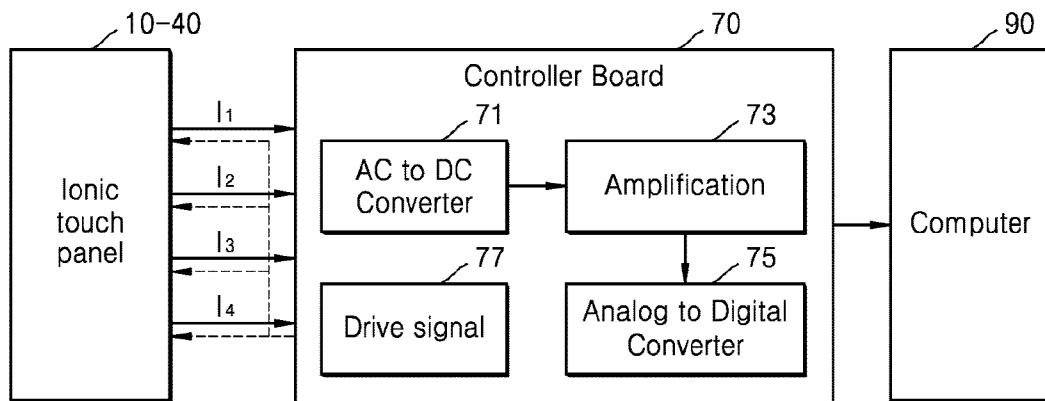 10-40
70
90
Controller Board
I1
I2
I3
I4
Ionic
touch
panel
71
AC to DC
Converter
73
Amplification
77
Drive signal
75
Analog to Digital
Converter
Computer